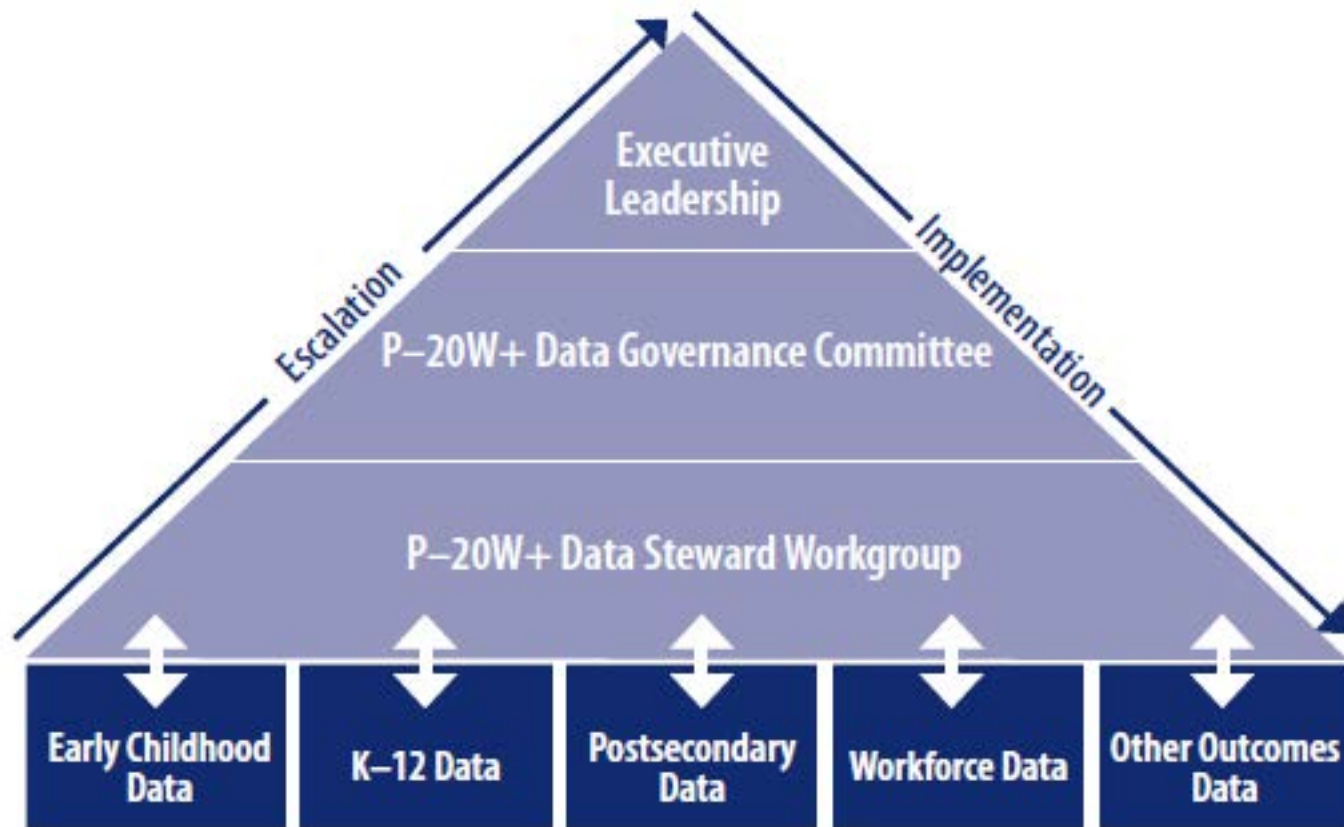 Executive
Leadership
Escalation
Implementation
P–20W+ Data Governance Committee
P–20W+ Data Steward Workgroup
Early Childhood
Data
K–12 Data
Postsecondary
Data
Workforce Data
Other Outcomes
Data